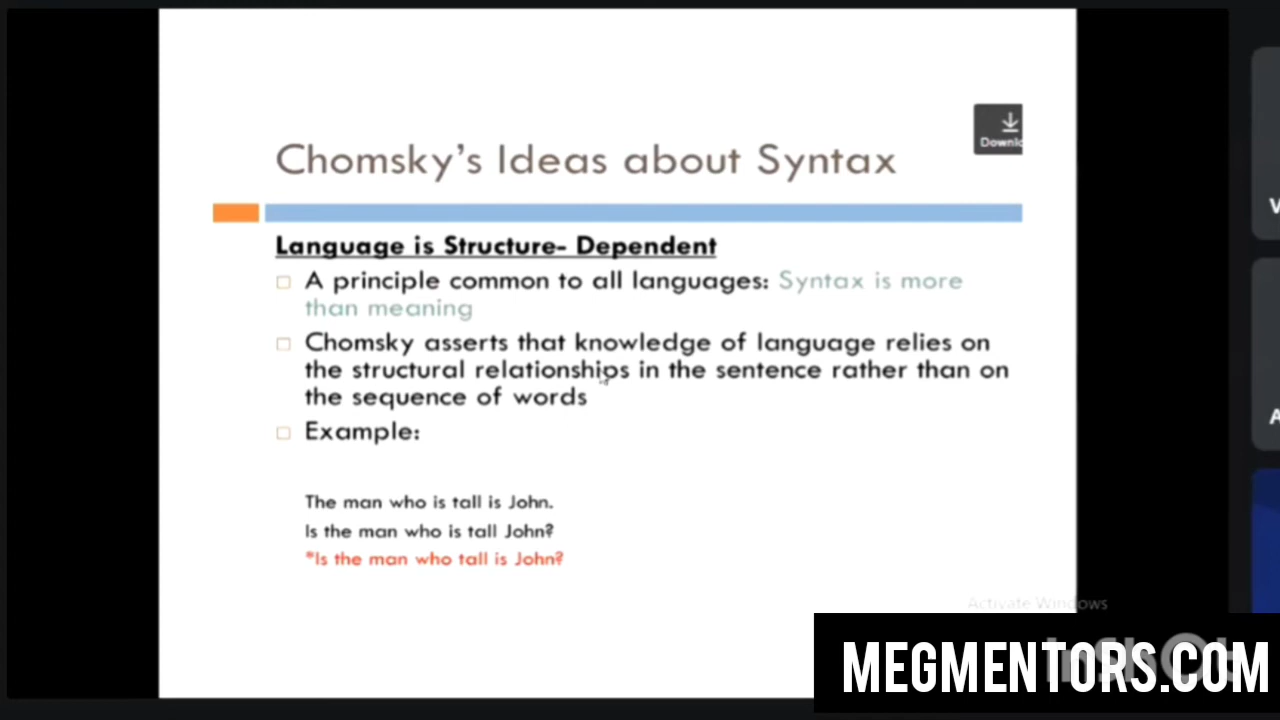 Chomsky's Ideas about Syntax
Language is Structure- Dependent
A principle common to all languages: Syntax is more
than meaning
Chomsky asserts that knowledge of language relies on
the structural relationships in the sentence rather than on
the sequence of words
Example:
The man who is tall is John.
Is the man who is tall John?
*Is the man who tall is John?
Activate Windows
MEGMENTORS.COM
V
A